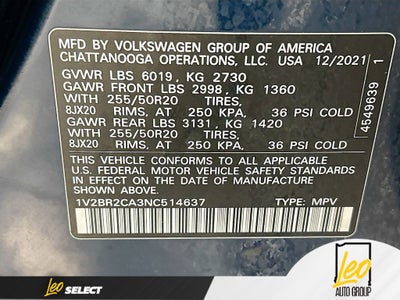 MFD BY VOLKSWAGEN GROUP OF AMERICA
CHATTANOOGA OPERATIONS, LLC. USA 12/2021
GVWR LBS 6019, KG 2730
GAWR FRONT LBS 2998, KG 1360
WITH 255/50R20 TIRES,
8JX20 RIMS, AT 250 KPA, 36 PSI COLD
GAWR REAR LBS 3131, KG 1420
WITH 255/50R20 TIRES,
8JX20 RIMS, AT 250 KPA, 36 PSI COLD
THIS VEHICLE CONFORMS TO ALL APPLICABLE
U.S. FEDERAL MOTOR VEHICLE SAFETY STANDARDS
IN EFFECT ON THE DATE OF MANUFACTURE
SHOWN ABOVE.
1V2BR2CA3NC514637 TYPE: MPV
4549639 1
Leo SELECT
Leo
AUTO GROUP